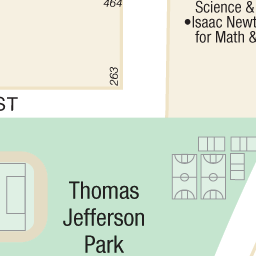 464
Science &
•Isaac Newt
for Math &
263
ST
Thomas
Jefferson
Park